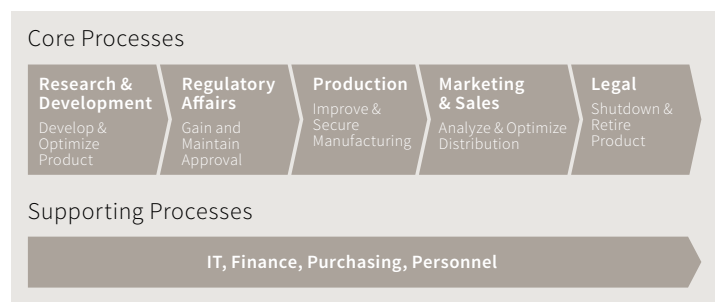 Core Processes
Research &
Development
Develop &
Optimize
Product
Regulatory
Affairs
Gain and
Maintain
Approval
Production
Improve &
Secure
Manufacturing
Marketing
& Sales
Analyze & Optimize
Distribution
Legal
Shutdown &
Retire
Product
Supporting Processes
IT, Finance, Purchasing, Personnel